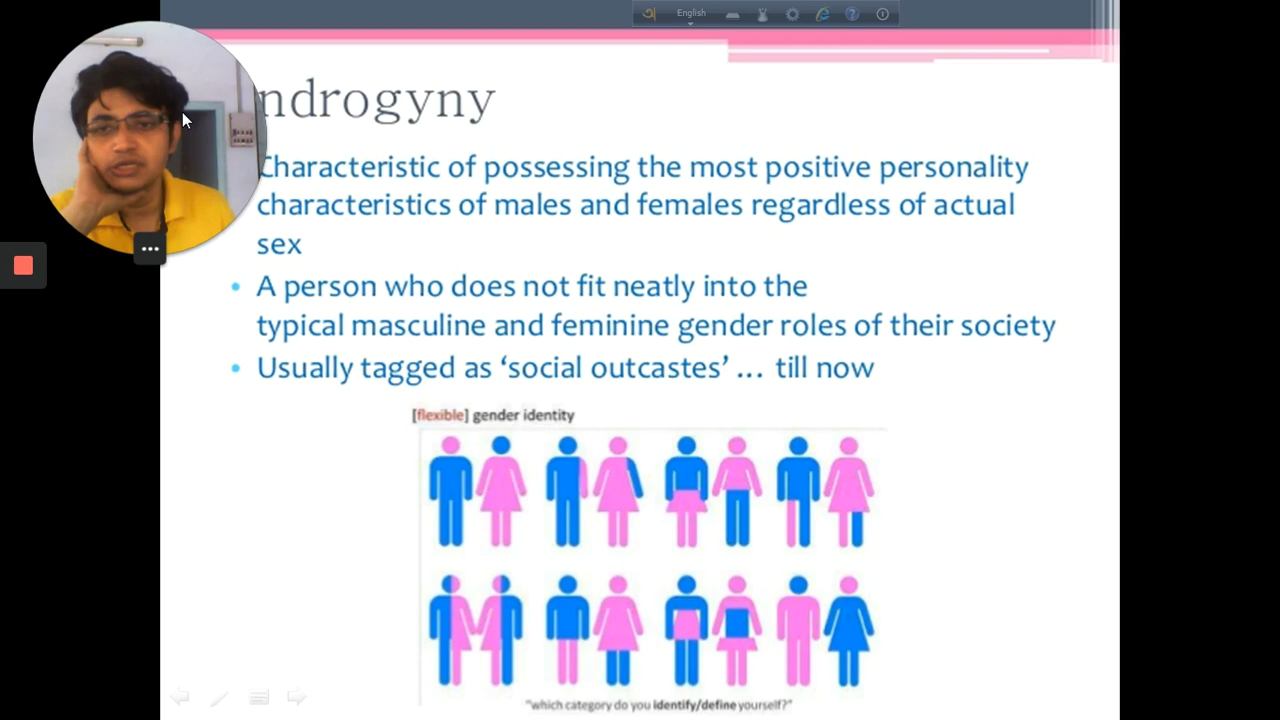 English
ndrogyny
Characteristic of possessing the most positive personality
characteristics of males and females regardless of actual
sex
• A person who does not fit neatly into the
typical masculine and feminine gender roles of their society
• Usually tagged as ‘social outcastes’ … till now
[flexible] gender identity
"which category do you identify/define yourself?"